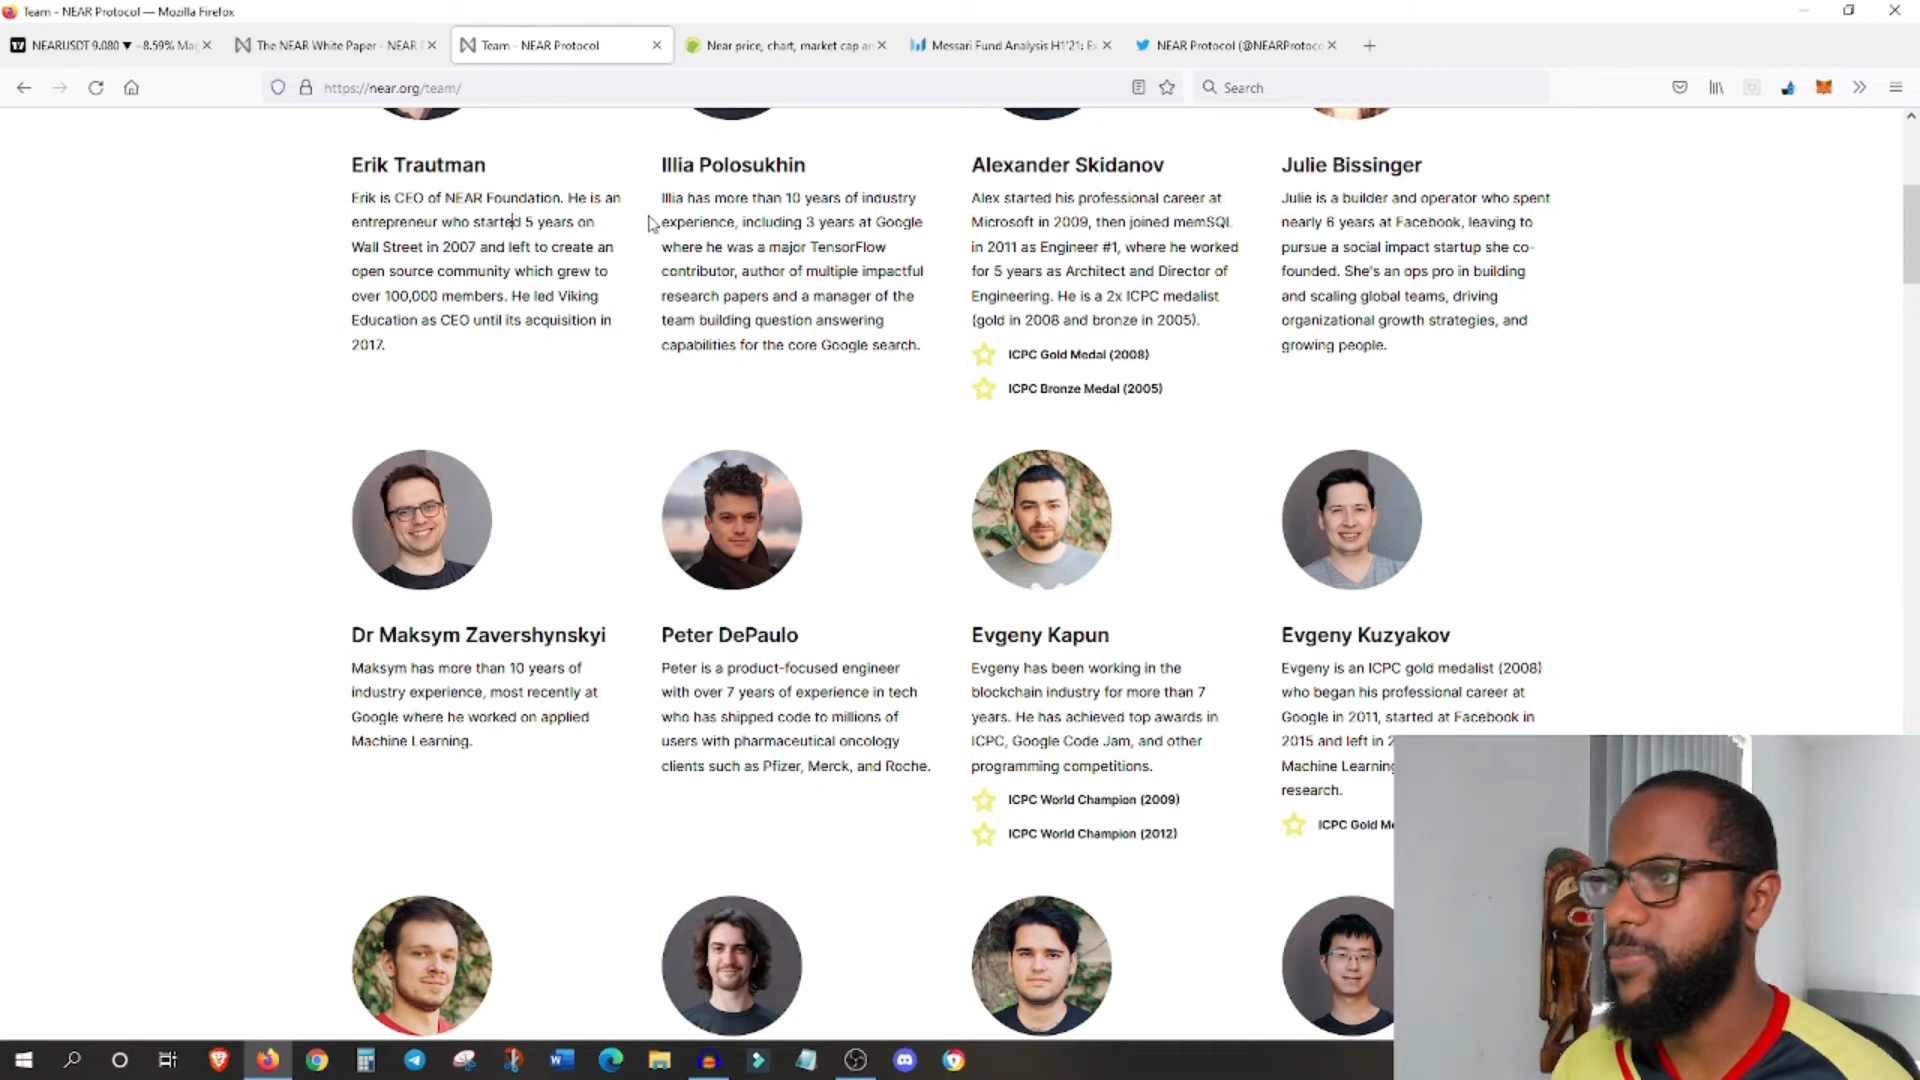 Team - NEAR Protocol — Mozilla Firefox
NEARUSDT 9.080 ▼ −8.59%
The NEAR White Paper - NEAR
Team - NEAR Protocol
Near price, chart, market cap
Messari Fund Analysis H1'21:
NEAR Protocol
https://near.org/team/
Search
Erik Trautman
Erik is CEO of NEAR Foundation. He is an
entrepreneur who started 5 years on
Wall Street in 2007 and left to create an
open source community which grew to
over 100,000 members. He led Viking
Education as CEO until its acquisition in
2017.
Illia Polosukhin
Illia has more than 10 years of industry
experience, including 3 years at Google
where he was a major TensorFlow
contributor, author of multiple impactful
research papers and a manager of the
team building question answering
capabilities for the core Google search.
Alexander Skidanov
Alex started his professional career at
Microsoft in 2009, then joined memSQL
in 2011 as Engineer #1, where he worked
for 5 years as Architect and Director of
Engineering. He is a 2x ICPC medalist
(gold in 2008 and bronze in 2005).
ICPC Gold Medal (2008)
ICPC Bronze Medal (2005)
Julie Bissinger
Julie is a builder and operator who spent
nearly 6 years at Facebook, leaving to
pursue a social impact startup she co-
founded. She's an ops pro in building
and scaling global teams, driving
organizational growth strategies, and
growing people.
Dr Maksym Zavershynskyi
Maksym has more than 10 years of
industry experience, most recently at
Google where he worked on applied
Machine Learning.
Peter DePaulo
Peter is a product-focused engineer
with over 7 years of experience in tech
who has shipped code to millions of
users with pharmaceutical oncology
clients such as Pfizer, Merck, and Roche.
Evgeny Kapun
Evgeny has been working in the
blockchain industry for more than 7
years. He has achieved top awards in
ICPC, Google Code Jam, and other
programming competitions.
ICPC World Champion (2009)
ICPC World Champion (2012)
Evgeny Kuzyakov
Evgeny is an ICPC gold medalist (2008)
who began his professional career at
Google in 2011, started at Facebook in
2015 and left in
Machine Learning
research.
ICPC Gold